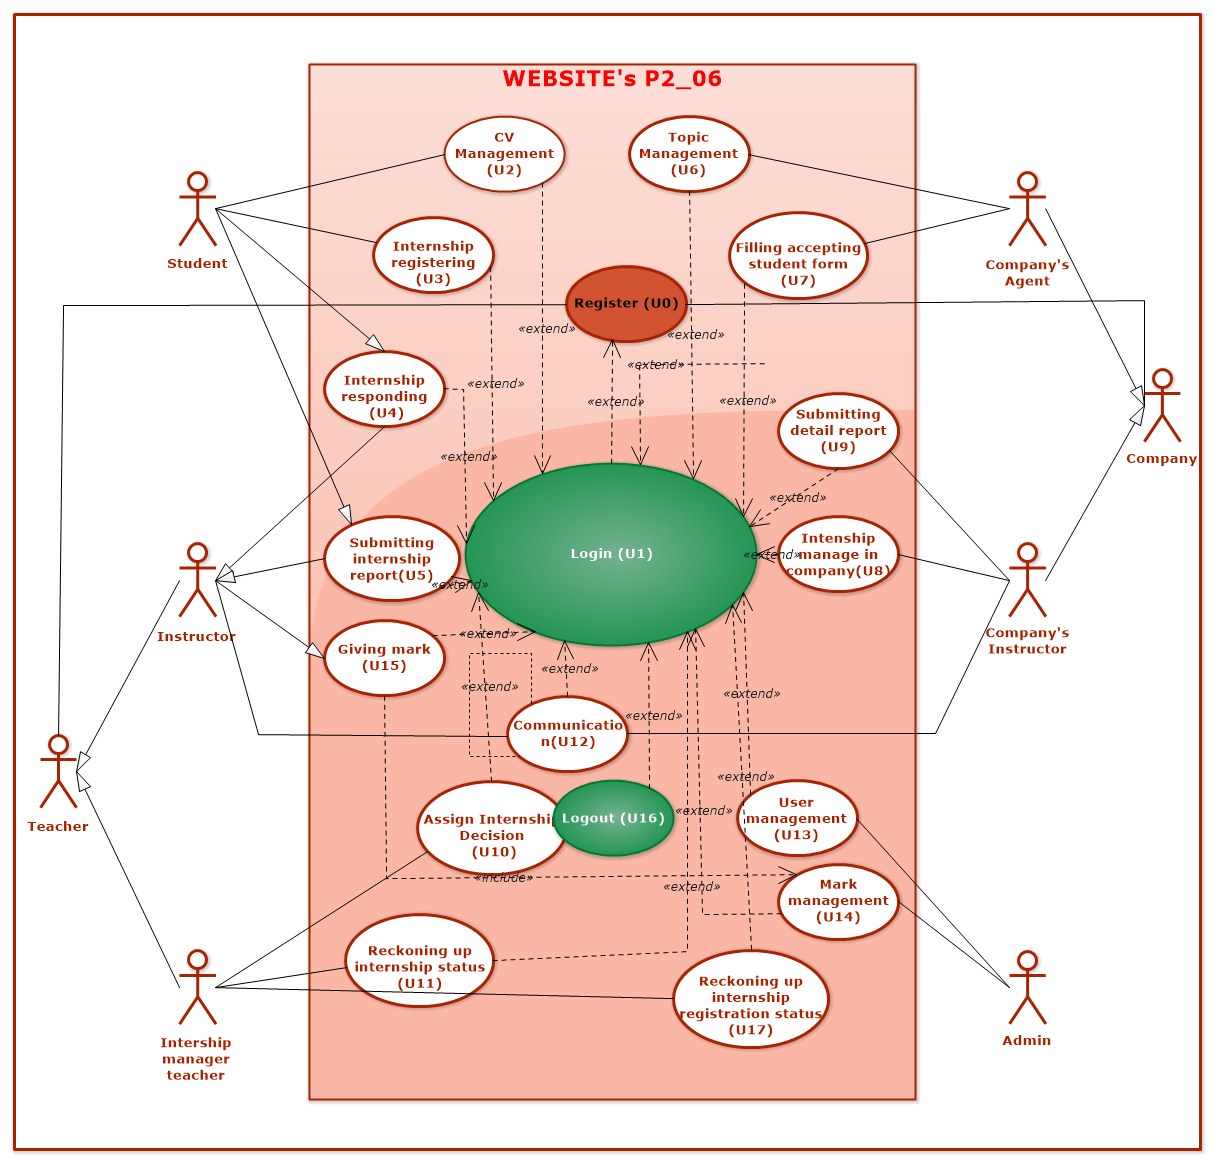 WEBSITE's P2_06
CV
Management
(U2)
Topic
Management
(U6)
Student
Internship
registering
(U3)
Filling accepting
student form
(U7)
Company's
Agent
Register (U0)
«extend»
«extend»
«extend»
Internship
responding
(U4)
«extend»
«extend»
«extend»
Submitting
detail report
(U9)
Company
«extend»
«extend»
Login (U1)
Submitting
internship
report(U5)
«extend»
Intenship
manage in
company(U8)
«extend»
Instructor
Company's
Instructor
Giving mark
(U15)
«extend»
«extend»
«extend»
«extend»
«extend»
Communicatio
n(U12)
Teacher
«extend»
Assign Internship
Decision
(U10)
Logout (U16)
«extend»
User
management
(U13)
«include»
«extend»
Mark
management
(U14)
Reckoning up
internship status
(U11)
Reckoning up
internship
registration status
(U17)
Intership
manager
teacher
Admin